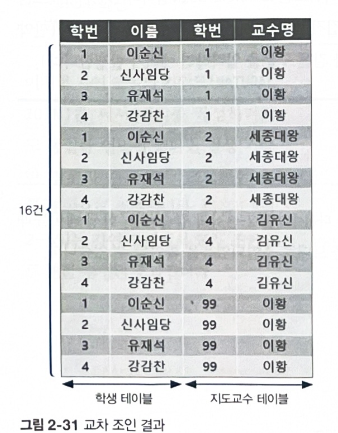 학번 이름 학번 교수명
1 이순신 1 이황
2 신사임당 1 이황
3 유재석 1 이황
4 강감찬 1 이황
1 이순신 2 세종대왕
2 신사임당 2 세종대왕
3 유재석 2 세종대왕
4 강감찬 2 세종대왕
16건
1 이순신 4 김유신
2 신사임당 4 김유신
3 유재석 4 김유신
4 강감찬 4 김유신
1 이순신 99 이황
2 신사임당 99 이황
3 유재석 99 이황
4 강감찬 99 이황
학생 테이블 지도교수 테이블
그림 2-31 교차 조인 결과